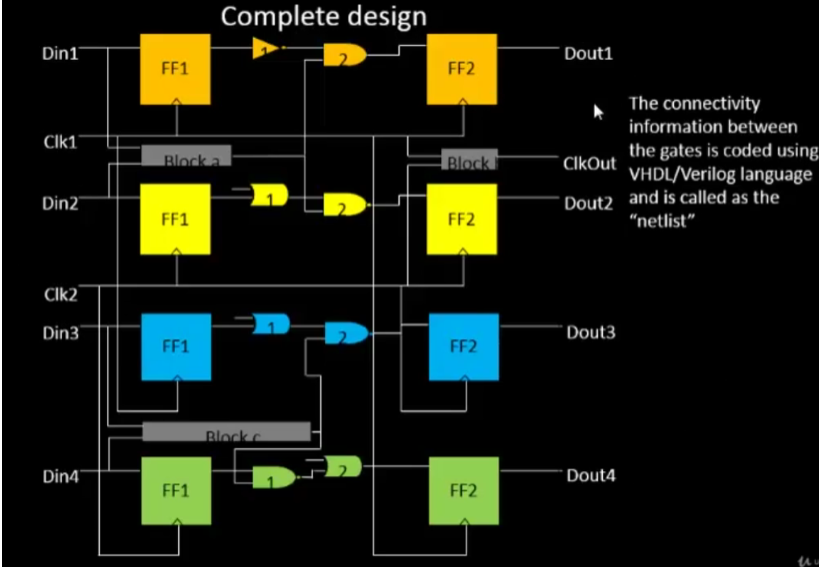 Complete design
Din1
FF1
1
2
FF2
Dout1
The connectivity
information between
the gates is coded using
VHDL/Verilog language
and is called as the
“netlist”
Clk1
Block a
Block
ClkOut
Din2
FF1
1
2
FF2
Dout2
Clk2
Din3
FF1
1
2
FF2
Dout3
Block c
Din4
FF1
1
2
FF2
Dout4